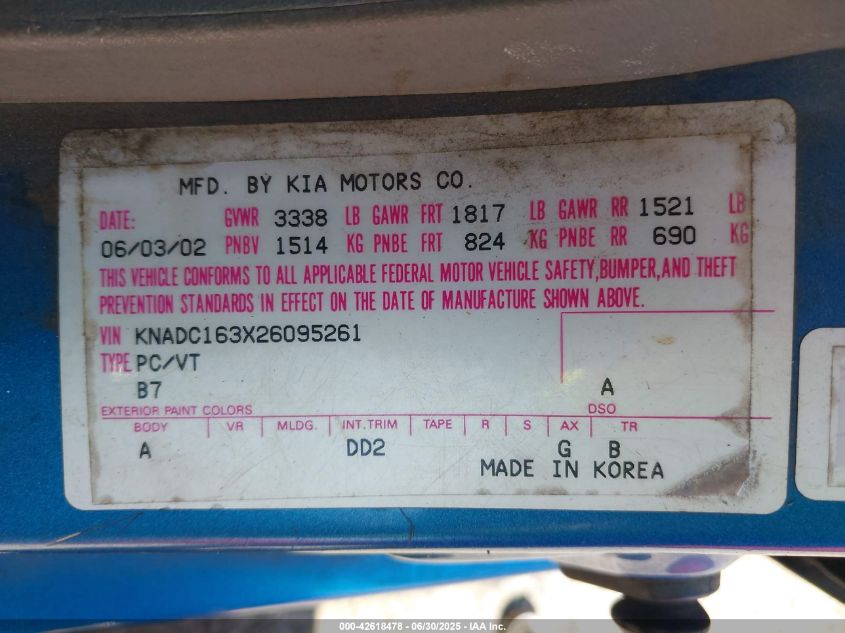 MFD. BY KIA MOTORS CO.
DATE: GVWR 3338 LB GAWR FRT 1817 LB GAWR RR 1521 LB
06/03/02 PNBV 1514 KG PNBE FRT 824 KG PNBE RR 690 KG
THIS VEHICLE CONFORMS TO ALL APPLICABLE FEDERAL MOTOR VEHICLE SAFETY,BUMPER,AND THEFT
PREVENTION STANDARDS IN EFFECT ON THE DATE OF MANUFACTURE SHOWN ABOVE.
VIN KNADC163X26095261
TYPE PC/VT
B7 A
EXTERIOR PAINT COLORS DSO
BODY VR MLDG. INT.TRIM TAPE R S AX TR
A DD2 G B
MADE IN KOREA
000-42618478 - 06/30/2025 - IAA Inc.